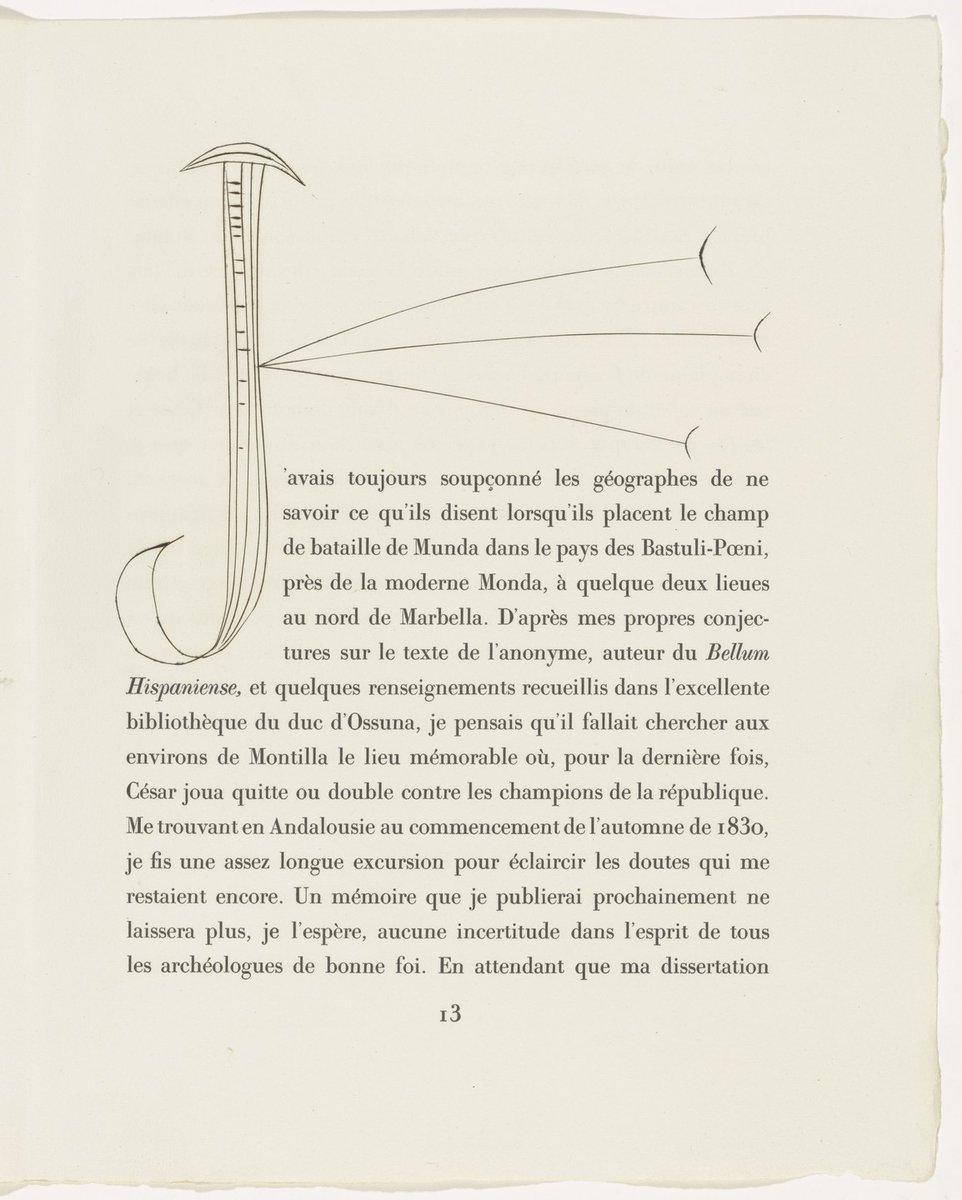 J'avais toujours soupçonné les géographes de ne
savoir ce qu'ils disent lorsqu'ils placent le champ
de bataille de Munda dans le pays des Bastuli-Pœni,
près de la moderne Monda, à quelque deux lieues
au nord de Marbella. D'après mes propres conjec-
tures sur le texte de l'anonyme, auteur du Bellum
Hispaniense, et quelques renseignements recueillis dans l'excellente
bibliothèque du duc d'Ossuna, je pensais qu'il fallait chercher aux
environs de Montilla le lieu mémorable où, pour la dernière fois,
César joua quitte ou double contre les champions de la république.
Me trouvant en Andalousie au commencement de l'automne de 1830,
je fis une assez longue excursion pour éclaircir les doutes qui me
restaient encore. Un mémoire que je publierai prochainement ne
laissera plus, je l'espère, aucune incertitude dans l'esprit de tous
les archéologues de bonne foi. En attendant que ma dissertation
13